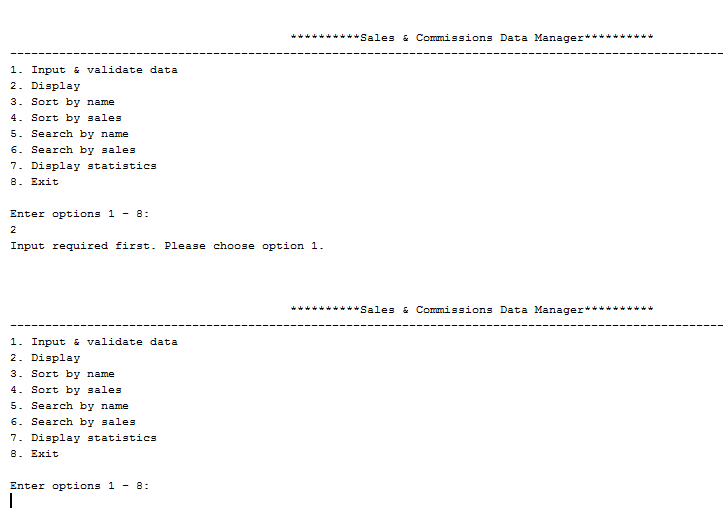 **********Sales & Commissions Data Manager**********
--------------------------------------------------------------------------------------------------------
1. Input & validate data
2. Display
3. Sort by name
4. Sort by sales
5. Search by name
6. Search by sales
7. Display statistics
8. Exit
Enter options 1 - 8:
2
Input required first. Please choose option 1.
**********Sales & Commissions Data Manager**********
--------------------------------------------------------------------------------------------------------
1. Input & validate data
2. Display
3. Sort by name
4. Sort by sales
5. Search by name
6. Search by sales
7. Display statistics
8. Exit
Enter options 1 - 8: